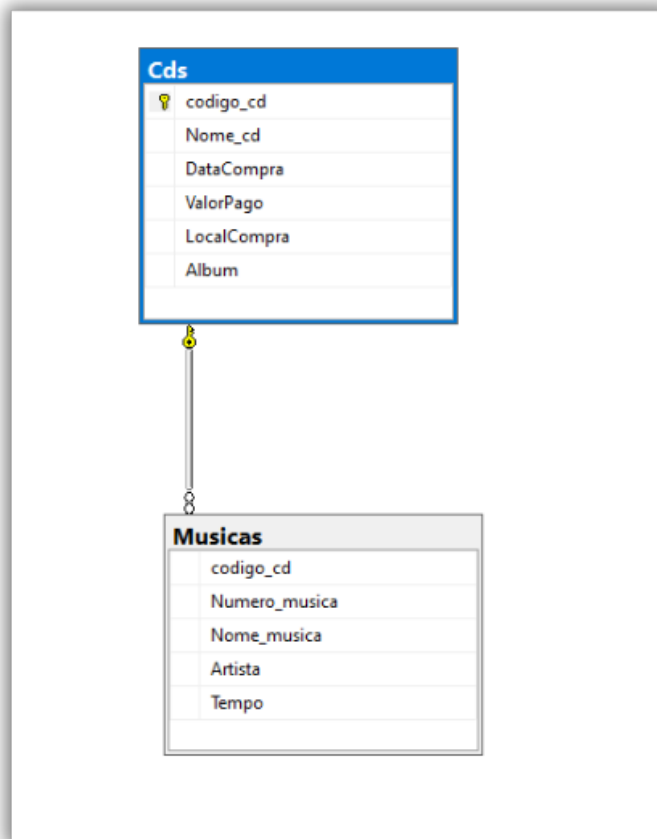 Cds
codigo_cd
Nome_cd
DataCompra
ValorPago
LocalCompra
Album
Musicas
codigo_cd
Numero_musica
Nome_musica
Artista
Tempo